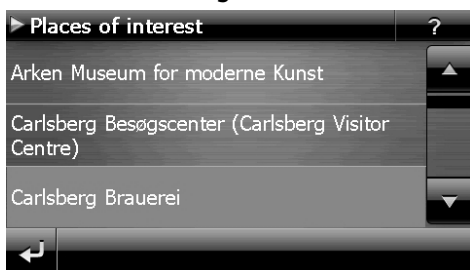 Places of interest ?
Arken Museum for moderne Kunst
Carlsberg Besøgscenter (Carlsberg Visitor
Centre)
Carlsberg Brauerei